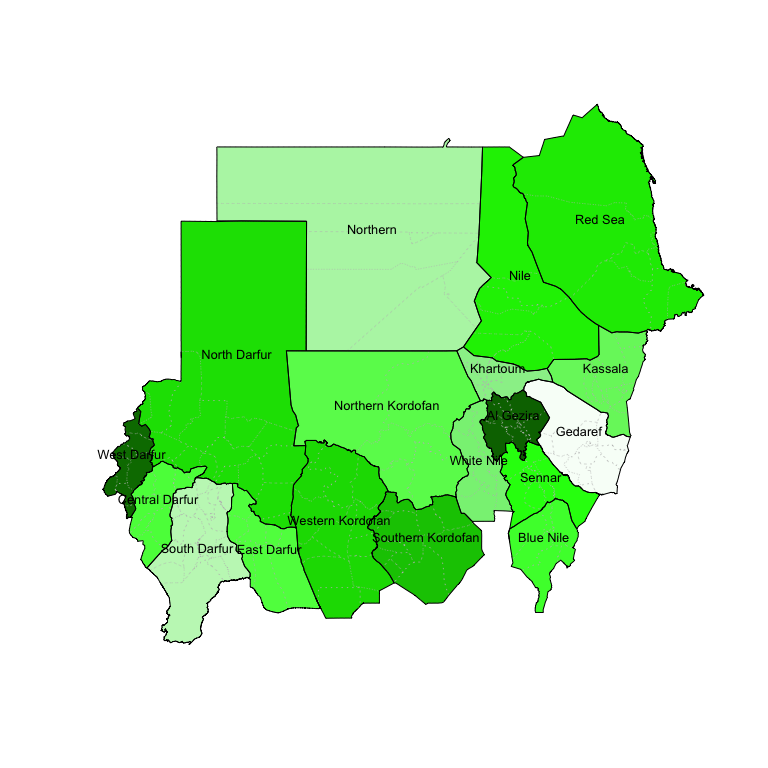 Red Sea
Northern
Nile
North Darfur
Khartoum
Kassala
Northern Kordofan
Al Gezira
Gedaref
West Darfur
White Nile
Sennar
Central Darfur
Western Kordofan
Southern Kordofan
Blue Nile
South Darfur
East Darfur